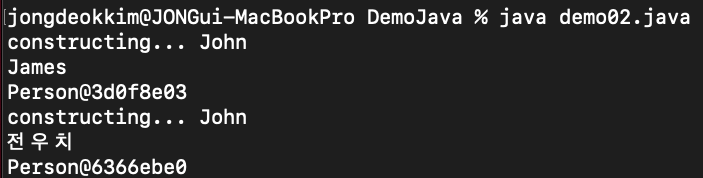 jongdeokkim@JONGui-MacBookPro DemoJava % java demo02.java
constructing... John
James
Person@3d0f8e03
constructing... John
전우치
Person@6366ebe0